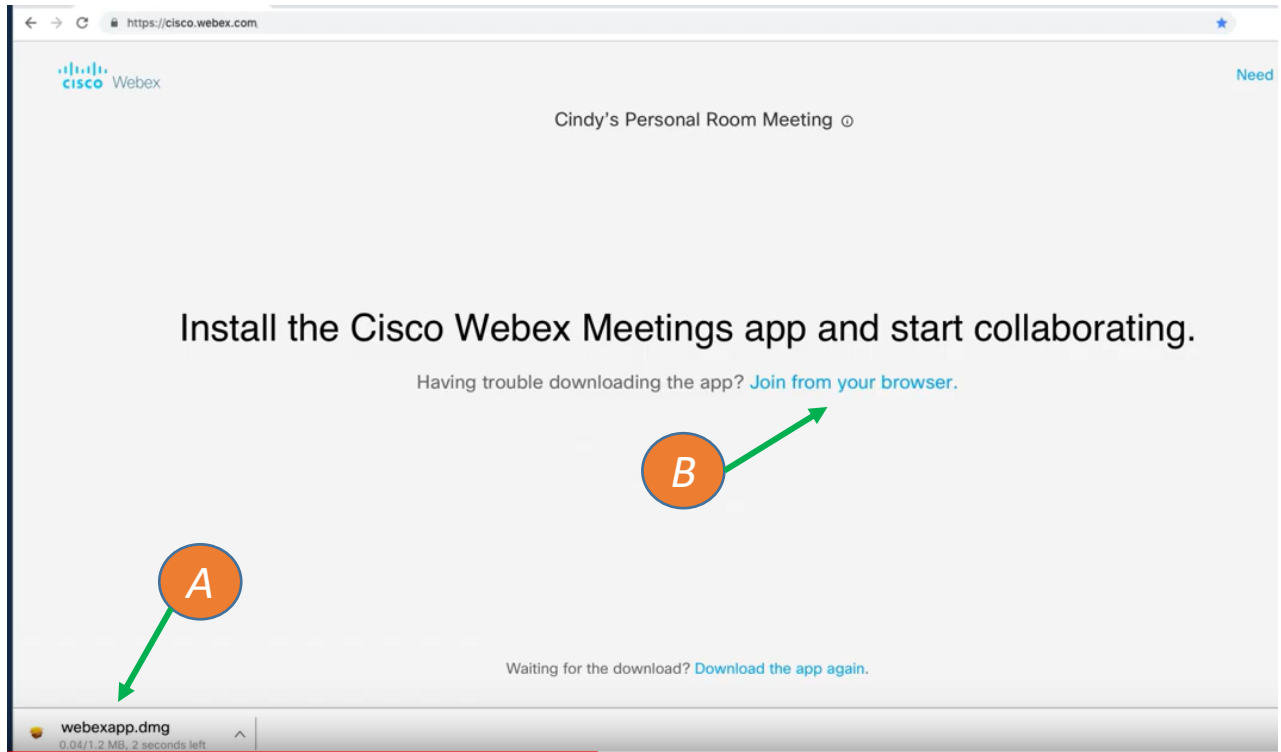 https://cisco.webex.com
cisco Webex
Need
Cindy's Personal Room Meeting
Install the Cisco Webex Meetings app and start collaborating.
Having trouble downloading the app? Join from your browser.
B
A
Waiting for the download? Download the app again.
webexapp.dmg
0.04/1.2 MB, 2 seconds left